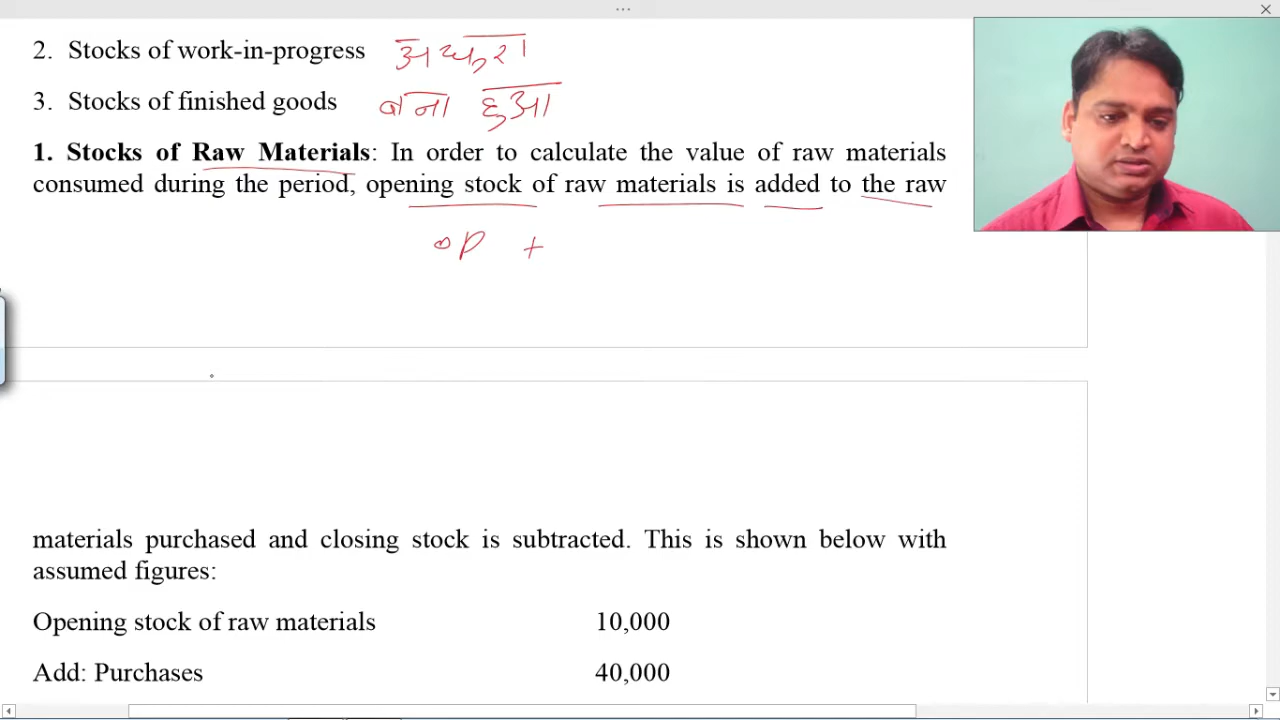 2. Stocks of work-in-progress अधूरा
3. Stocks of finished goods बना हुआ
1. Stocks of Raw Materials: In order to calculate the value of raw materials
consumed during the period, opening stock of raw materials is added to the raw
op +
materials purchased and closing stock is subtracted. This is shown below with
assumed figures:
Opening stock of raw materials 10,000
Add: Purchases 40,000